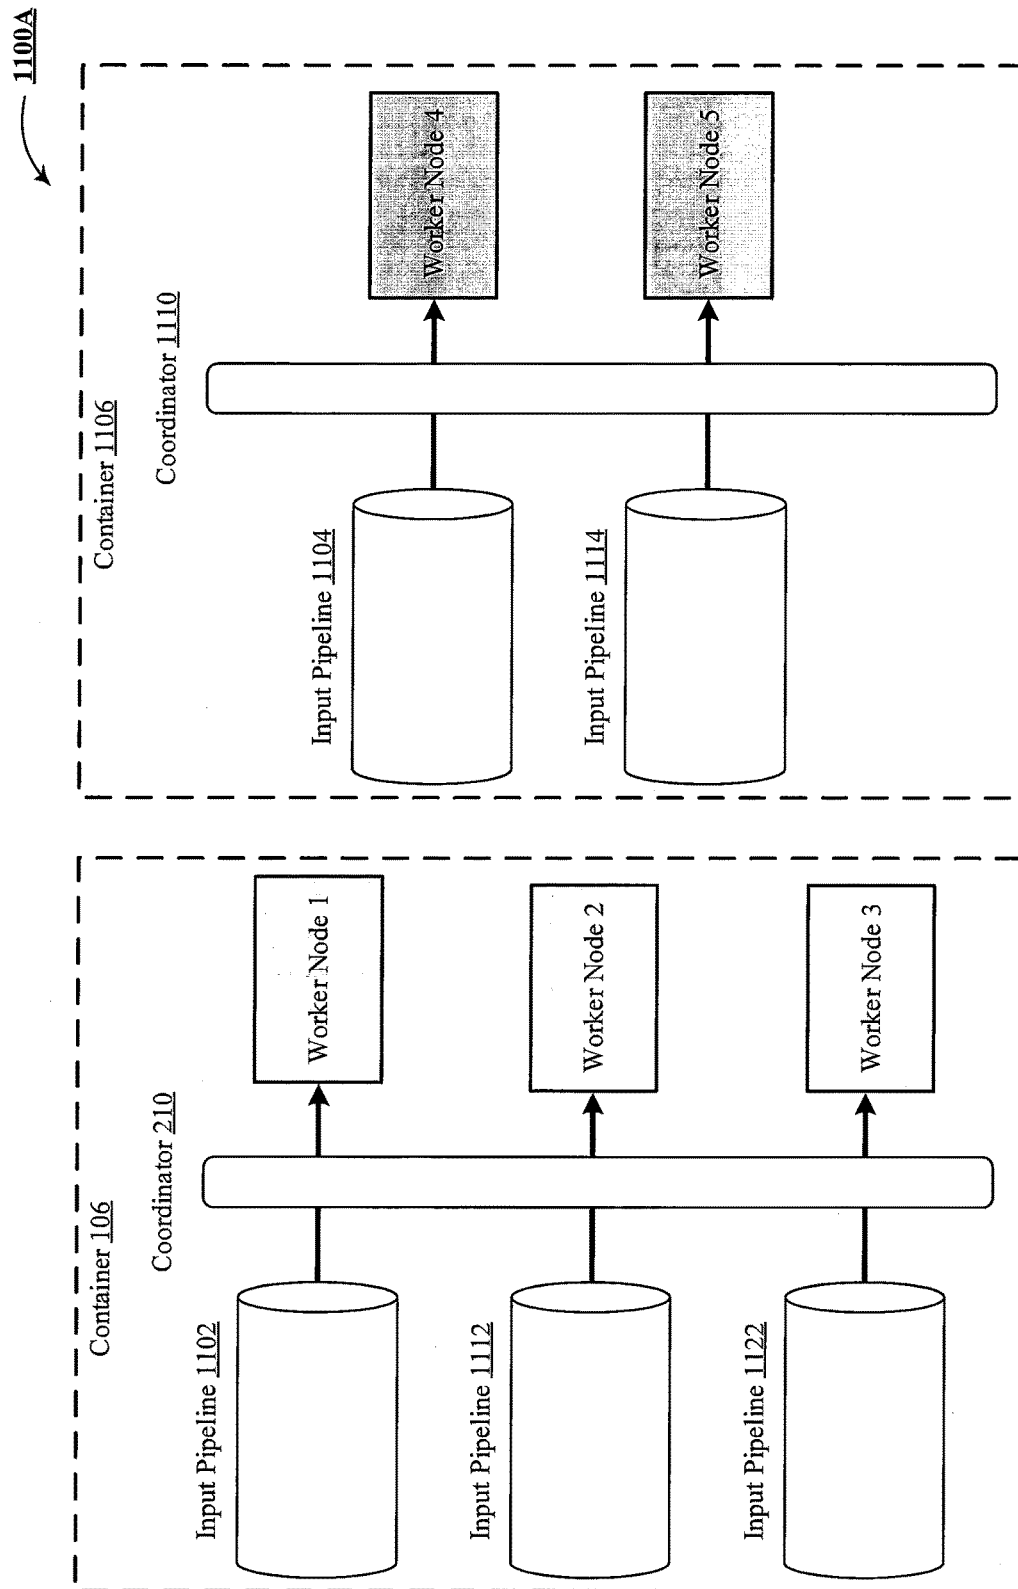 1100A
Container 106
Coordinator 210
Input Pipeline 1102
Worker Node 1
Input Pipeline 1112
Worker Node 2
Input Pipeline 1122
Worker Node 3
Container 1106
Coordinator 1110
Input Pipeline 1104
Worker Node 4
Input Pipeline 1114
Worker Node 5